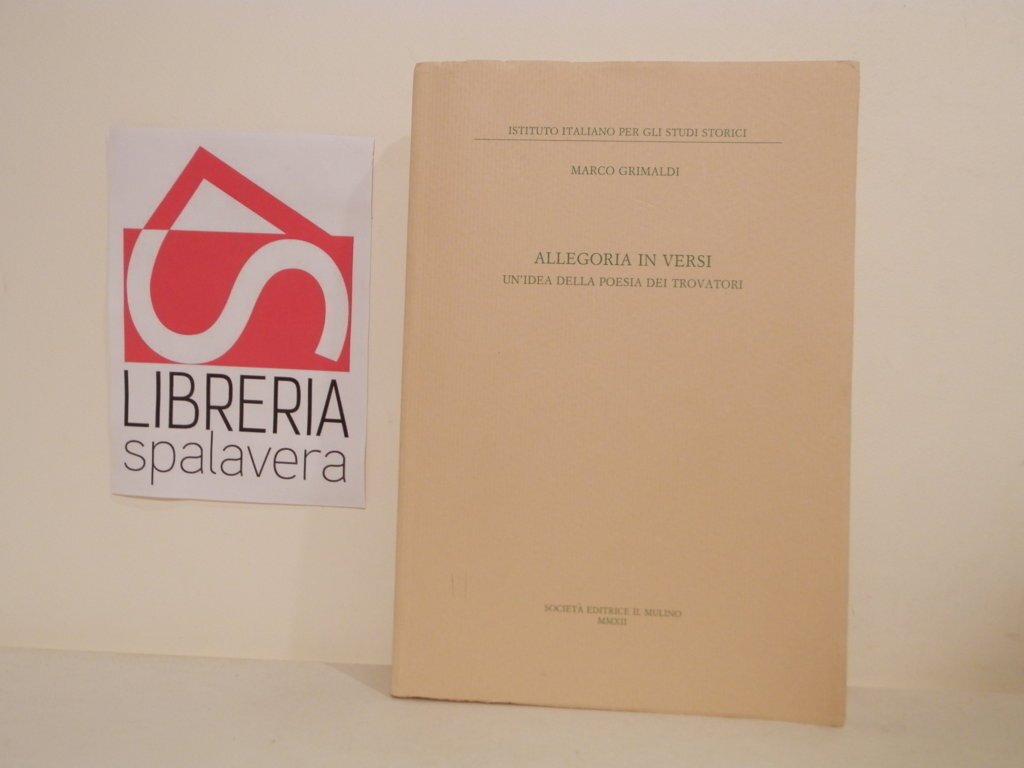 LIBRERIA
spalavera
ISTITUTO ITALIANO PER GLI STUDI STORICI
MARCO GRIMALDI
ALLEGORIA IN VERSI
UN'IDEA DELLA POESIA DEI TROVATORI
SOCIETÀ EDITRICE IL MULINO
MMXII